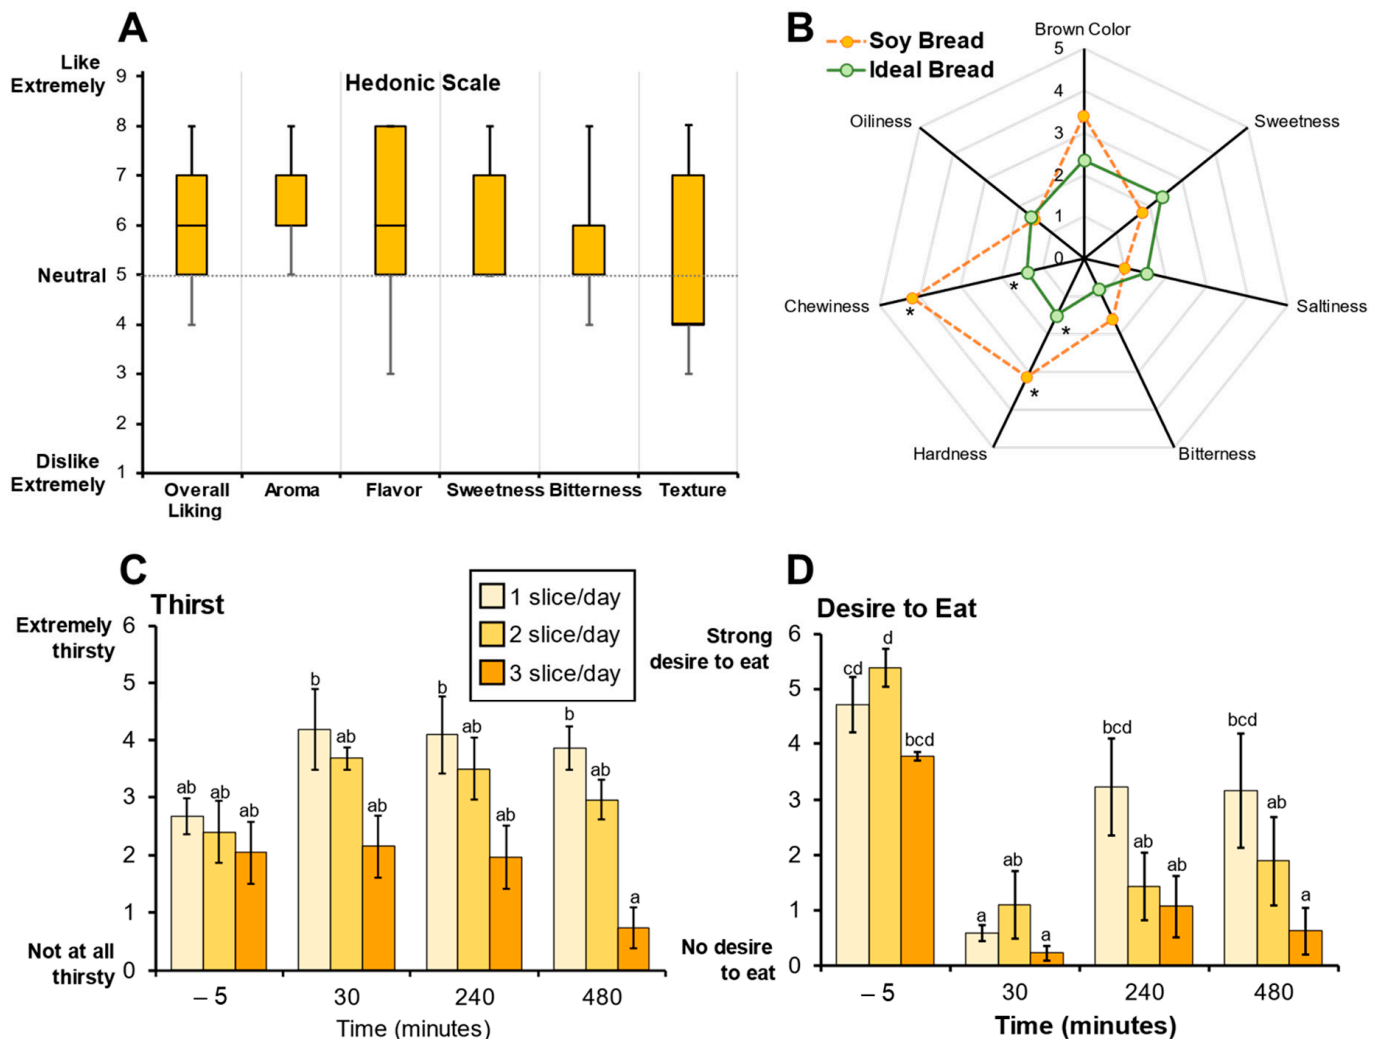 A
Like
Extremely
Neutral
Dislike
Extremely
9
8
7
6
5
4
3
2
1
Hedonic Scale
Overall
Liking
Aroma
Flavor
Sweetness
Bitterness
Texture
B
Soy Bread
Ideal Bread
Brown Color
Sweetness
Saltiness
Bitterness
Hardness
Chewiness
Oiliness
5
4
3
2
1
0
*
*
*
*
C
Thirst
Extremely
thirsty
Not at all
thirsty
6
5
4
3
2
1
0
1 slice/day
2 slice/day
3 slice/day
ab ab ab
b ab ab
b ab ab
b ab a
– 5 30 240 480
Time (minutes)
D
Desire to Eat
Strong
desire to eat
No desire
to eat
6
5
4
3
2
1
0
cd d bcd
a ab a
bcd ab ab
bcd ab a
– 5 30 240 480
Time (minutes)